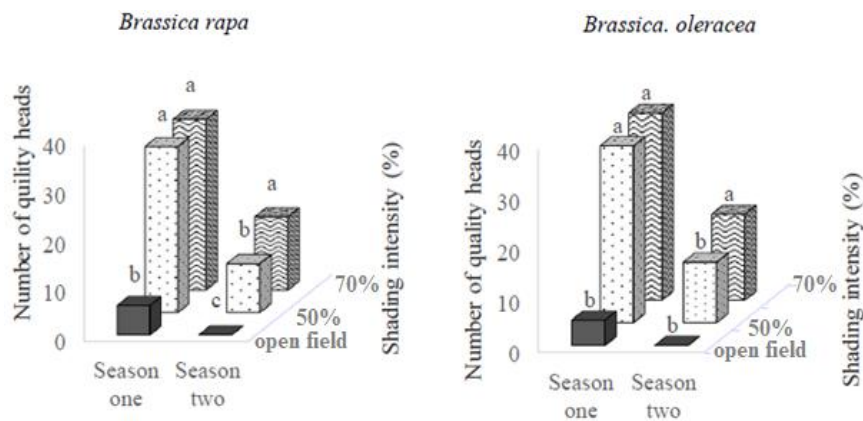 Brassica rapa
Number of quility heads
40
30
20
10
0
a
a
a
b
b
c
70%
50%
open field
Shading intensity (%)
Season one
Season two
Brassica. oleracea
Number of quality heads
40
30
20
10
0
a
a
a
b
b
b
70%
50%
open field
Shading intensity (%)
Season one
Season two